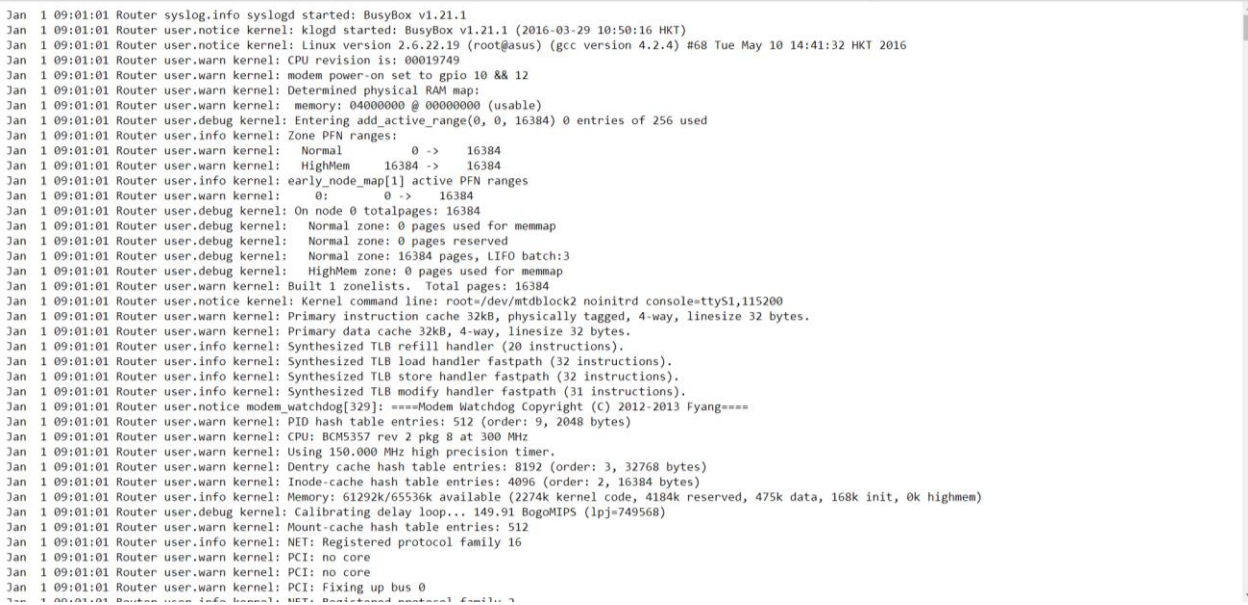 Jan  1 09:01:01 Router syslog.info syslogd started: BusyBox v1.21.1
Jan  1 09:01:01 Router user.notice kernel: klogd started: BusyBox v1.21.1 (2016-03-29 10:50:16 HKT)
Jan  1 09:01:01 Router user.notice kernel: Linux version 2.6.22.19 (root@asus) (gcc version 4.2.4) #68 Tue May 10 14:41:32 HKT 2016
Jan  1 09:01:01 Router user.warn kernel: CPU revision is: 00019749
Jan  1 09:01:01 Router user.warn kernel: modem power-on set to gpio 10 && 12
Jan  1 09:01:01 Router user.warn kernel: Determined physical RAM map:
Jan  1 09:01:01 Router user.warn kernel:  memory: 04000000 @ 00000000 (usable)
Jan  1 09:01:01 Router user.debug kernel: Entering add_active_range(0, 0, 16384) 0 entries of 256 used
Jan  1 09:01:01 Router user.info kernel: Zone PFN ranges:
Jan  1 09:01:01 Router user.warn kernel:   Normal          0 ->    16384
Jan  1 09:01:01 Router user.warn kernel:   HighMem     16384 ->    16384
Jan  1 09:01:01 Router user.info kernel: early_node_map[1] active PFN ranges
Jan  1 09:01:01 Router user.warn kernel:     0:        0 ->    16384
Jan  1 09:01:01 Router user.debug kernel: On node 0 totalpages: 16384
Jan  1 09:01:01 Router user.debug kernel:   Normal zone: 0 pages used for memmap
Jan  1 09:01:01 Router user.debug kernel:   Normal zone: 0 pages reserved
Jan  1 09:01:01 Router user.debug kernel:   Normal zone: 16384 pages, LIFO batch:3
Jan  1 09:01:01 Router user.debug kernel:   HighMem zone: 0 pages used for memmap
Jan  1 09:01:01 Router user.warn kernel: Built 1 zonelists.  Total pages: 16384
Jan  1 09:01:01 Router user.notice kernel: Kernel command line: root=/dev/mtdblock2 noinitrd console=ttyS1,115200
Jan  1 09:01:01 Router user.warn kernel: Primary instruction cache 32kB, physically tagged, 4-way, linesize 32 bytes.
Jan  1 09:01:01 Router user.warn kernel: Primary data cache 32kB, 4-way, linesize 32 bytes.
Jan  1 09:01:01 Router user.info kernel: Synthesized TLB refill handler (20 instructions).
Jan  1 09:01:01 Router user.info kernel: Synthesized TLB load handler fastpath (32 instructions).
Jan  1 09:01:01 Router user.info kernel: Synthesized TLB store handler fastpath (32 instructions).
Jan  1 09:01:01 Router user.info kernel: Synthesized TLB modify handler fastpath (31 instructions).
Jan  1 09:01:01 Router user.notice modem_watchdog[329]: ====Modem Watchdog Copyright (C) 2012-2013 Fyang====
Jan  1 09:01:01 Router user.warn kernel: PID hash table entries: 512 (order: 9, 2048 bytes)
Jan  1 09:01:01 Router user.warn kernel: CPU: BCM5357 rev 2 pkg 8 at 300 MHz
Jan  1 09:01:01 Router user.warn kernel: Using 150.000 MHz high precision timer.
Jan  1 09:01:01 Router user.warn kernel: Dentry cache hash table entries: 8192 (order: 3, 32768 bytes)
Jan  1 09:01:01 Router user.warn kernel: Inode-cache hash table entries: 4096 (order: 2, 16384 bytes)
Jan  1 09:01:01 Router user.info kernel: Memory: 61292k/65536k available (2274k kernel code, 4184k reserved, 475k data, 168k init, 0k highmem)
Jan  1 09:01:01 Router user.debug kernel: Calibrating delay loop... 149.91 BogoMIPS (lpj=749568)
Jan  1 09:01:01 Router user.warn kernel: Mount-cache hash table entries: 512
Jan  1 09:01:01 Router user.info kernel: NET: Registered protocol family 16
Jan  1 09:01:01 Router user.warn kernel: PCI: no core
Jan  1 09:01:01 Router user.warn kernel: PCI: no core
Jan  1 09:01:01 Router user.warn kernel: PCI: Fixing up bus 0
Jan  1 09:01:01 Router user.info kernel: NET: Registered protocol family 2